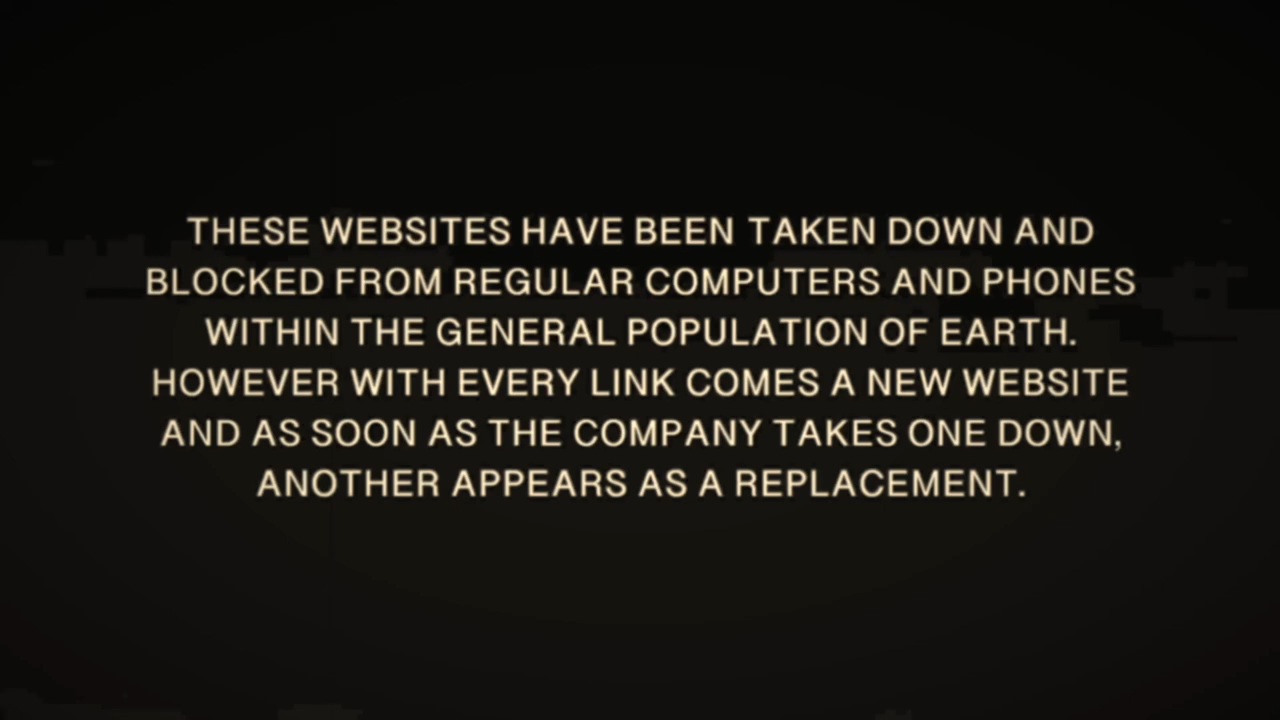 THESE WEBSITES HAVE BEEN TAKEN DOWN AND
BLOCKED FROM REGULAR COMPUTERS AND PHONES
WITHIN THE GENERAL POPULATION OF EARTH.
HOWEVER WITH EVERY LINK COMES A NEW WEBSITE
AND AS SOON AS THE COMPANY TAKES ONE DOWN,
ANOTHER APPEARS AS A REPLACEMENT.